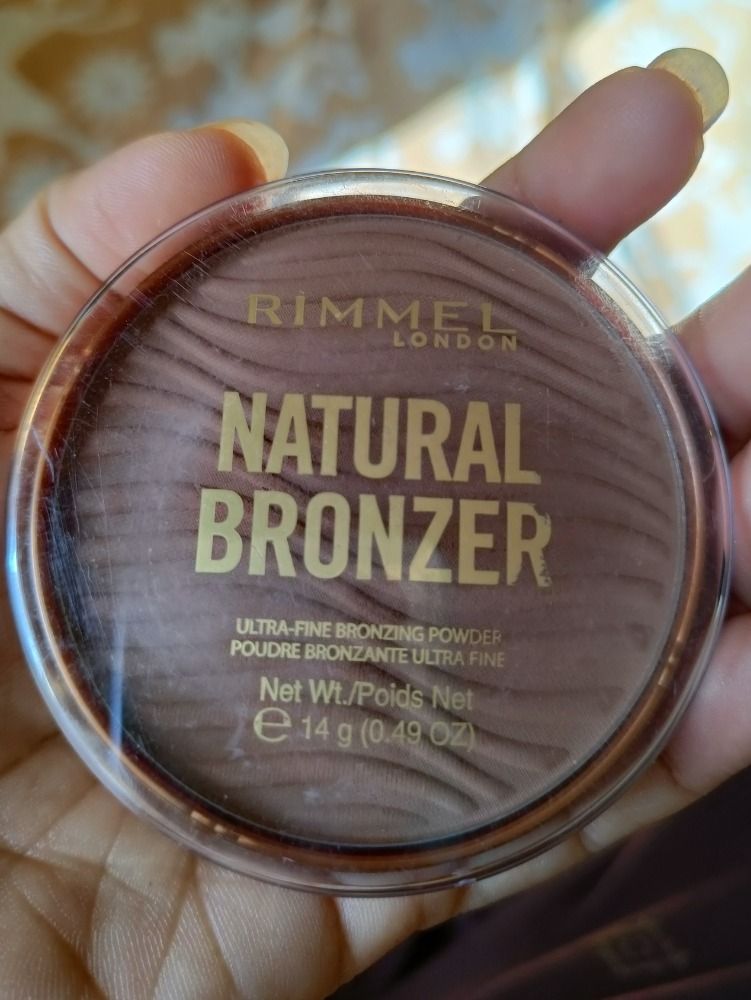 RIMMEL
LONDON
NATURAL
BRONZER
ULTRA-FINE BRONZING POWDER
POUDRE BRONZANTE ULTRA FINE
Net Wt./Poids Net
℮ 14 g (0.49 OZ)